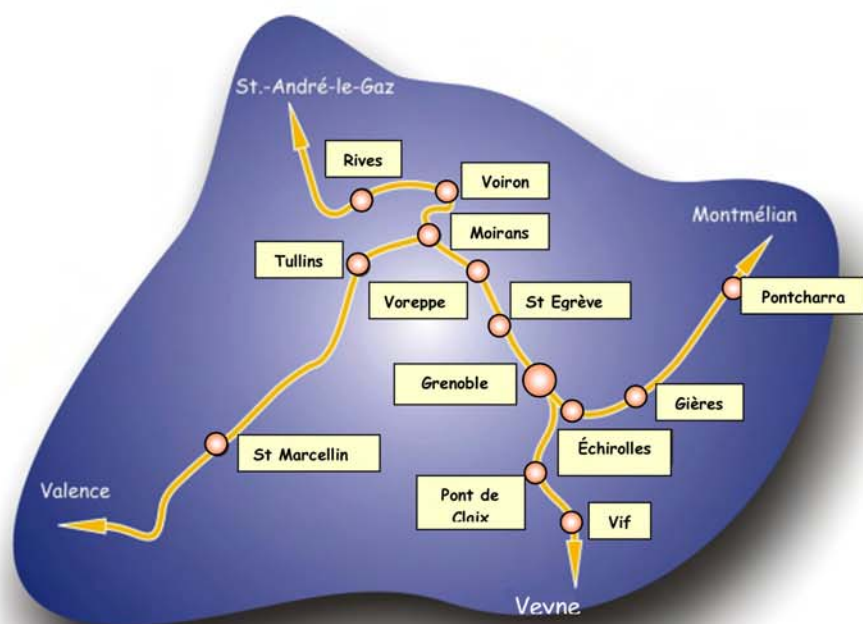 St.-André-le-Gaz
Rives
Voiron
Montmélian
Moirans
Tullins
Voreppe
St Egrève
Pontcharra
Grenoble
Gières
Échirolles
St Marcellin
Valence
Pont de
Claix
Vif
Veyne